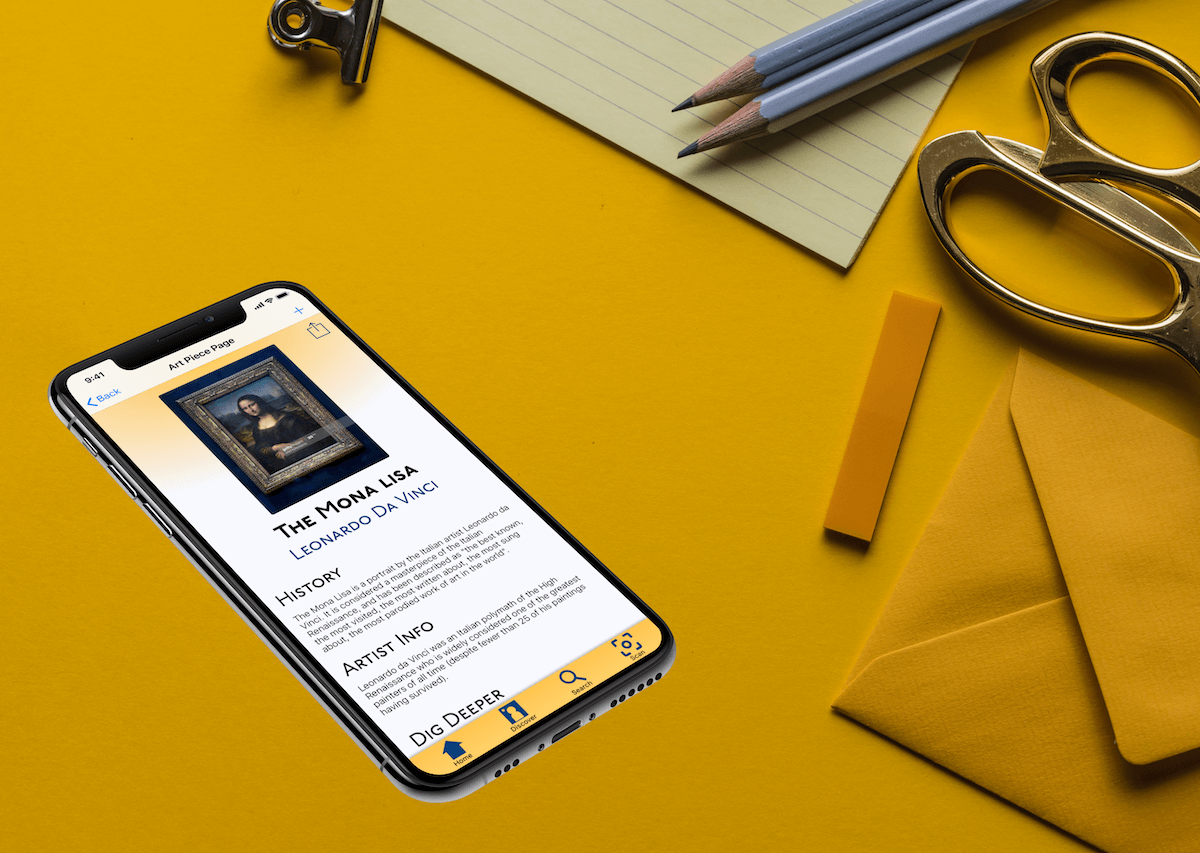 9:41
Back
Art Piece Page
+
The Mona Lisa
Leonardo Da Vinci
History
The Mona Lisa is a portrait by the Italian artist Leonardo da
Vinci. It is considered a masterpiece of the Italian
Renaissance, and has been described as "the best known,
the most visited, the most written about, the most sung
about, the most parodied work of art in the world".
Artist Info
Leonardo da Vinci was an Italian polymath of the High
Renaissance who is widely considered one of the greatest
painters of all time (despite fewer than 25 of his paintings
having survived).
Dig Deeper
Home
Discover
Search
Scan